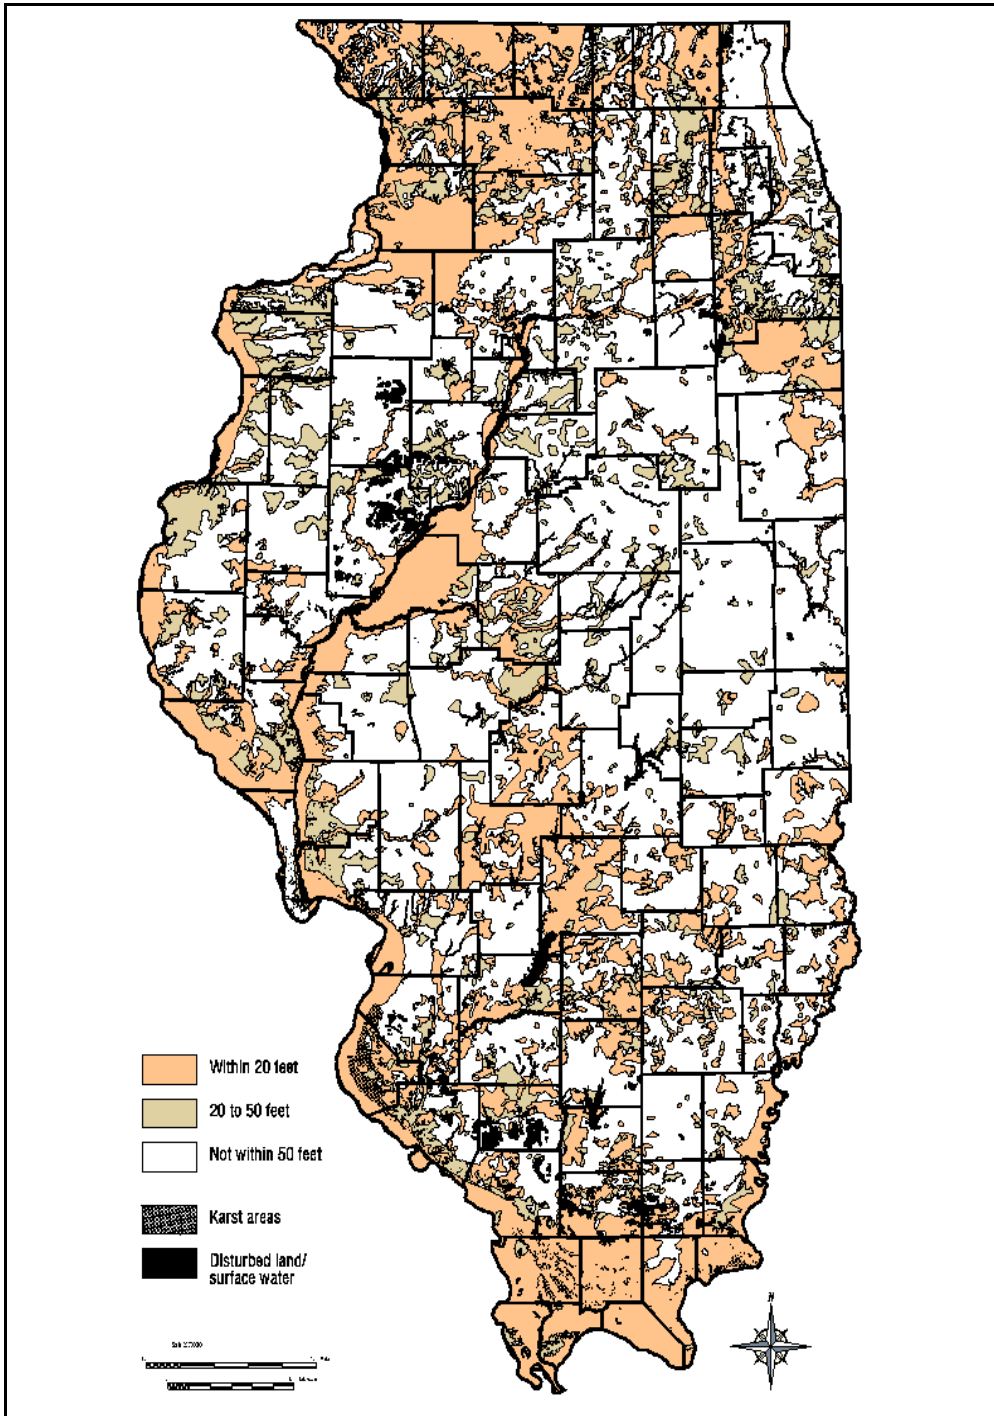 Within 20 feet
20 to 50 feet
Not within 50 feet
Karst areas
Disturbed land/
surface water
N